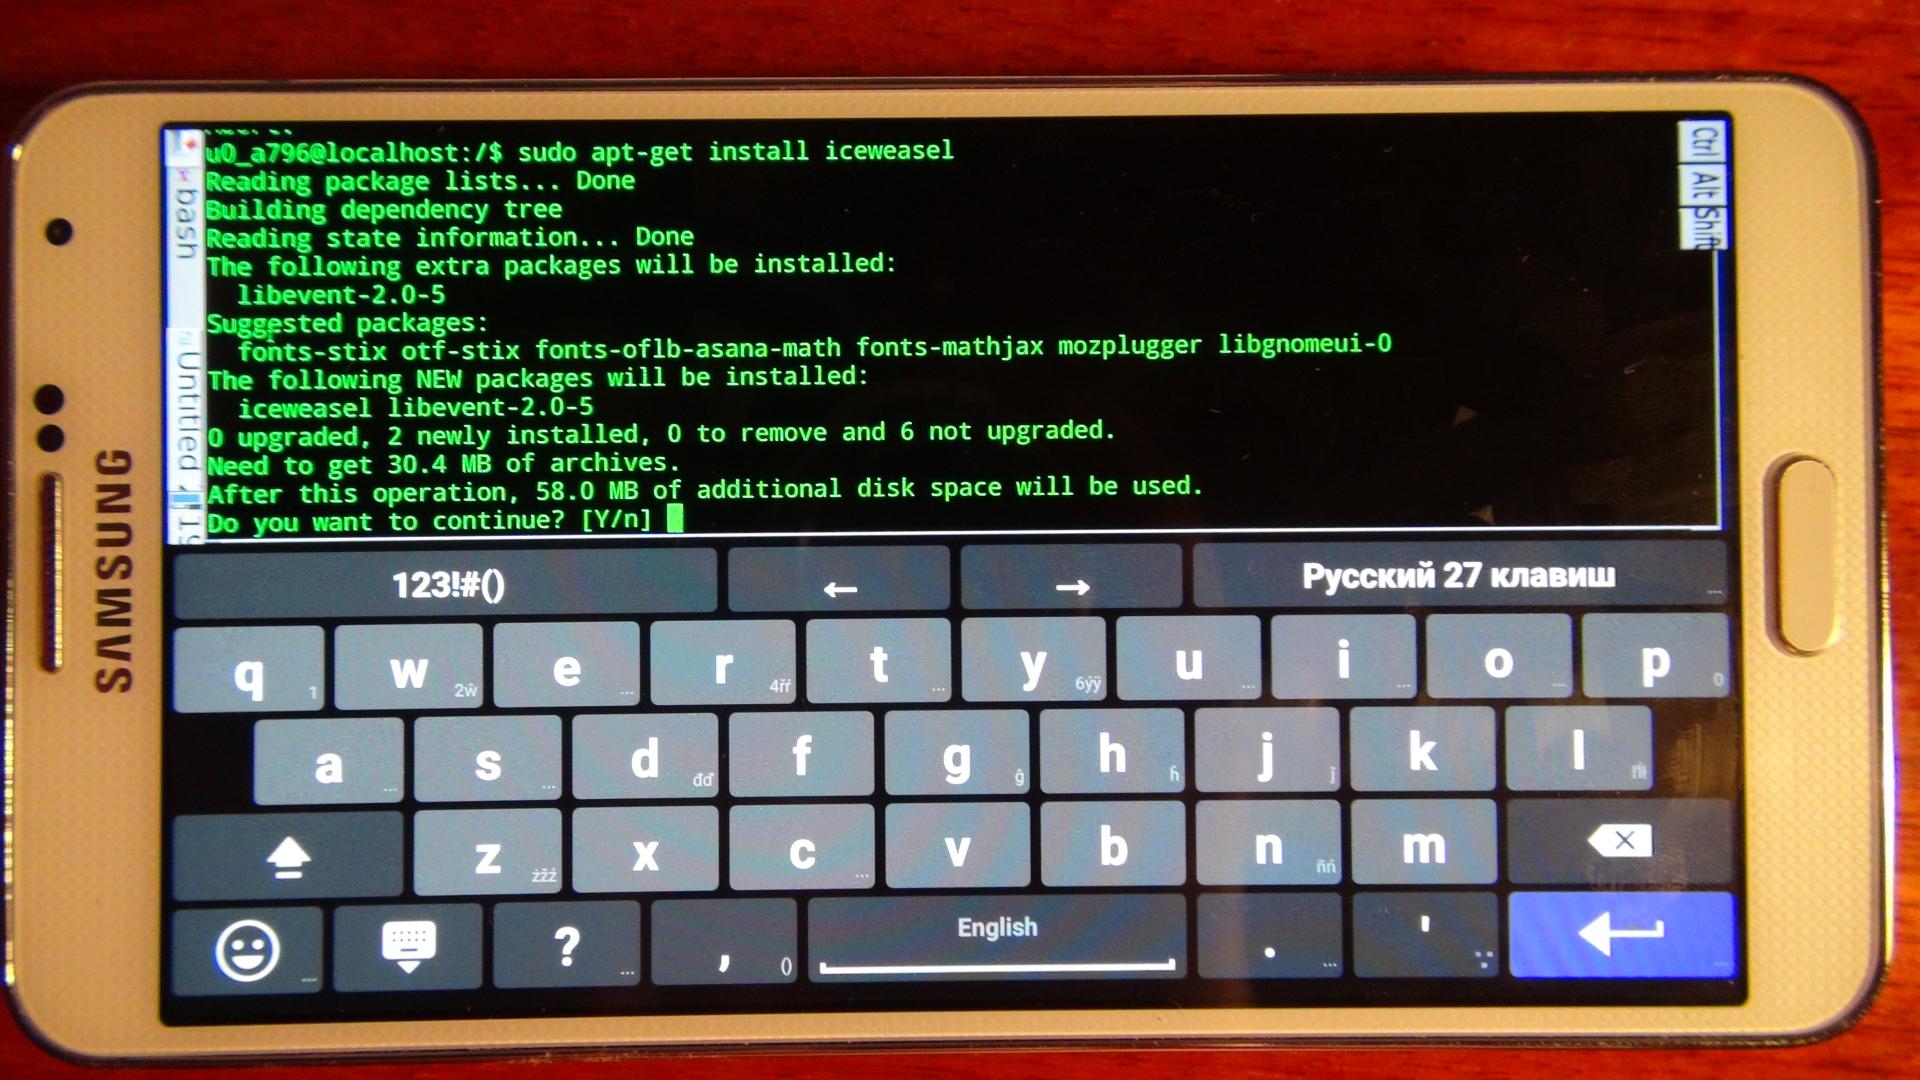 u0_a796@localhost:/$ sudo apt-get install iceweasel
Reading package lists... Done
Building dependency tree
Reading state information... Done
The following extra packages will be installed:
libevent-2.0-5
Suggested packages:
fonts-stix otf-stix fonts-oflb-asana-math fonts-mathjax mozplugger libgnomeui-0
The following NEW packages will be installed:
iceweasel libevent-2.0-5
0 upgraded, 2 newly installed, 0 to remove and 6 not upgraded.
Need to get 30.4 MB of archives.
After this operation, 58.0 MB of additional disk space will be used.
Do you want to continue? [Y/n]
bash
Untitled
Ctrl
Alt
Shift
SAMSUNG
123!#() ← → Русский 27 клавиш ...
q 1 w 2ŵ e ... r 4řŕ t ... y 6ýÿ u ... i ... o ... p 0
a ... s ... d đď f g ĝ h ĥ j ĵ k l
z żžź x c ... v b n ñń m
... ? ... , () English . ... ' ...